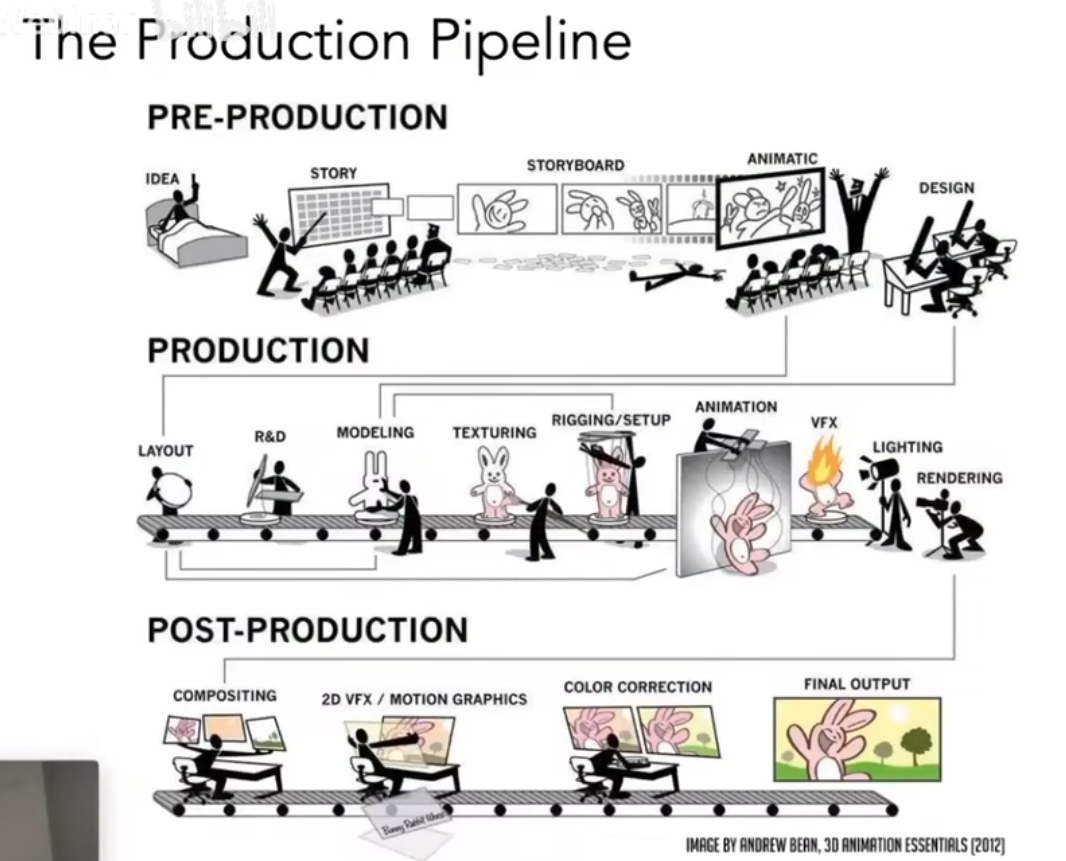 The Production Pipeline
PRE-PRODUCTION
IDEA
STORY
STORYBOARD
ANIMATIC
DESIGN
PRODUCTION
LAYOUT
R&D
MODELING
TEXTURING
RIGGING/SETUP
ANIMATION
VFX
LIGHTING
RENDERING
POST-PRODUCTION
COMPOSITING
2D VFX / MOTION GRAPHICS
COLOR CORRECTION
FINAL OUTPUT
IMAGE BY ANDREW BEAN, 3D ANIMATION ESSENTIALS (2012)